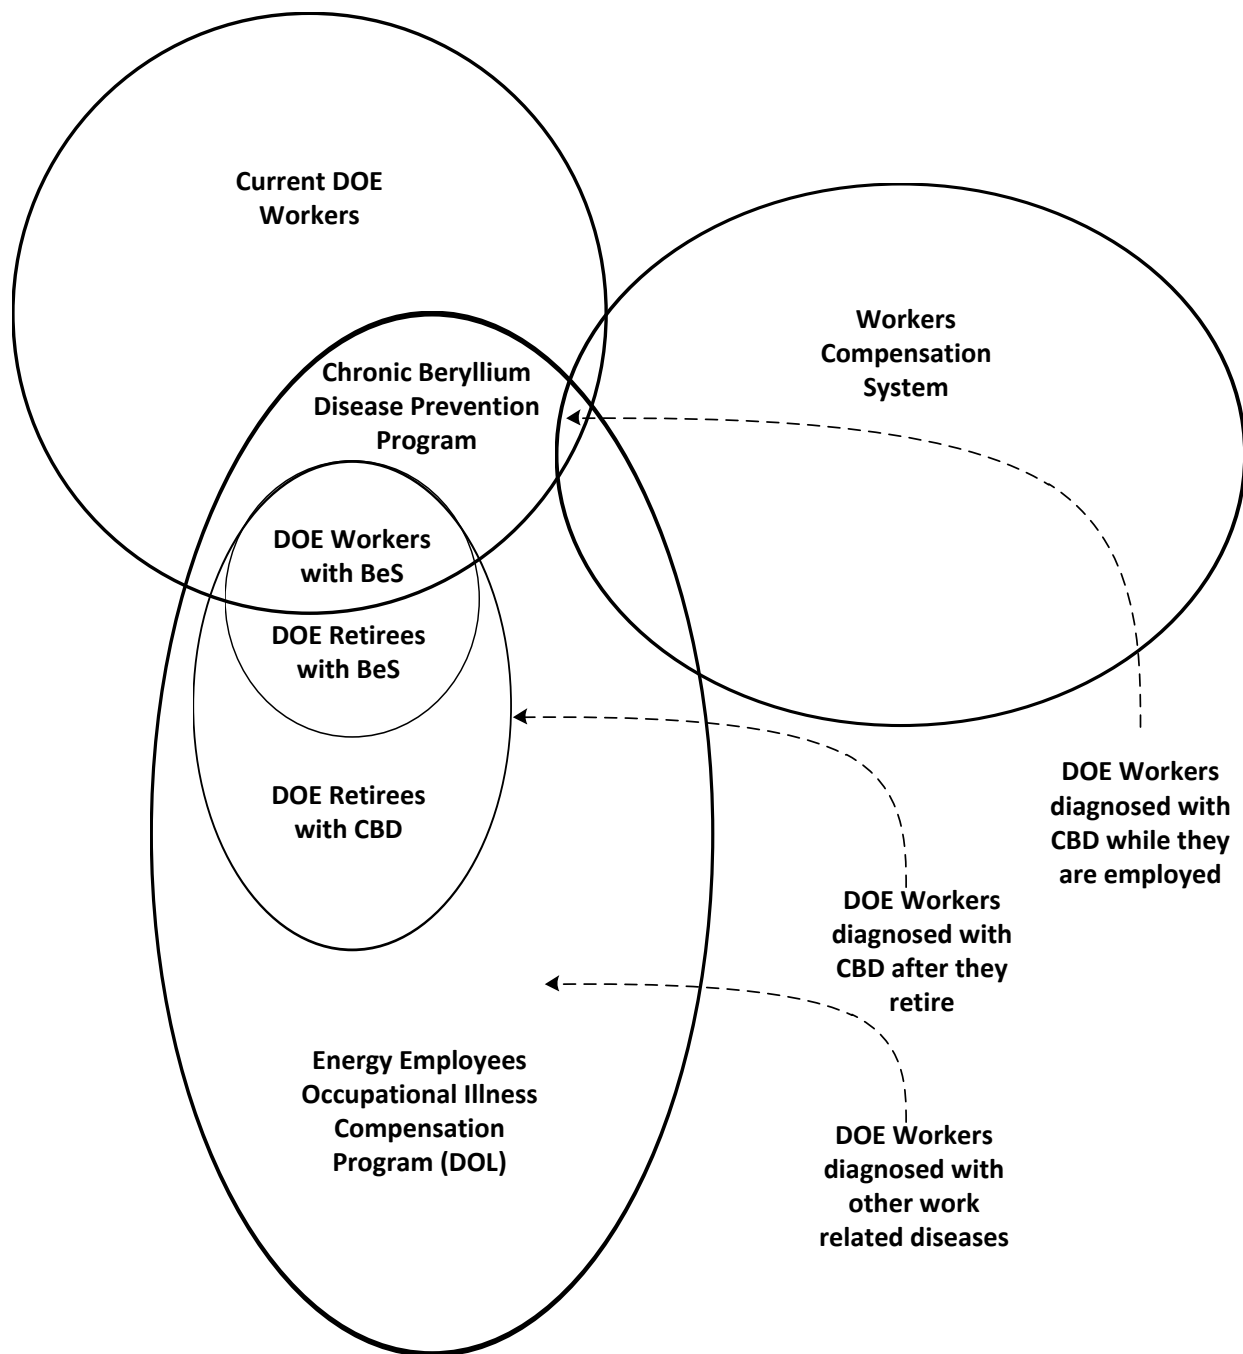 Current DOE
Workers
Workers
Compensation
System
Chronic Beryllium
Disease Prevention
Program
DOE Workers
with BeS
DOE Retirees
with BeS
DOE Retirees
with CBD
DOE Workers
diagnosed with
CBD while they
are employed
DOE Workers
diagnosed with
CBD after they
retire
Energy Employees
Occupational Illness
Compensation
Program (DOL)
DOE Workers
diagnosed with
other work
related diseases